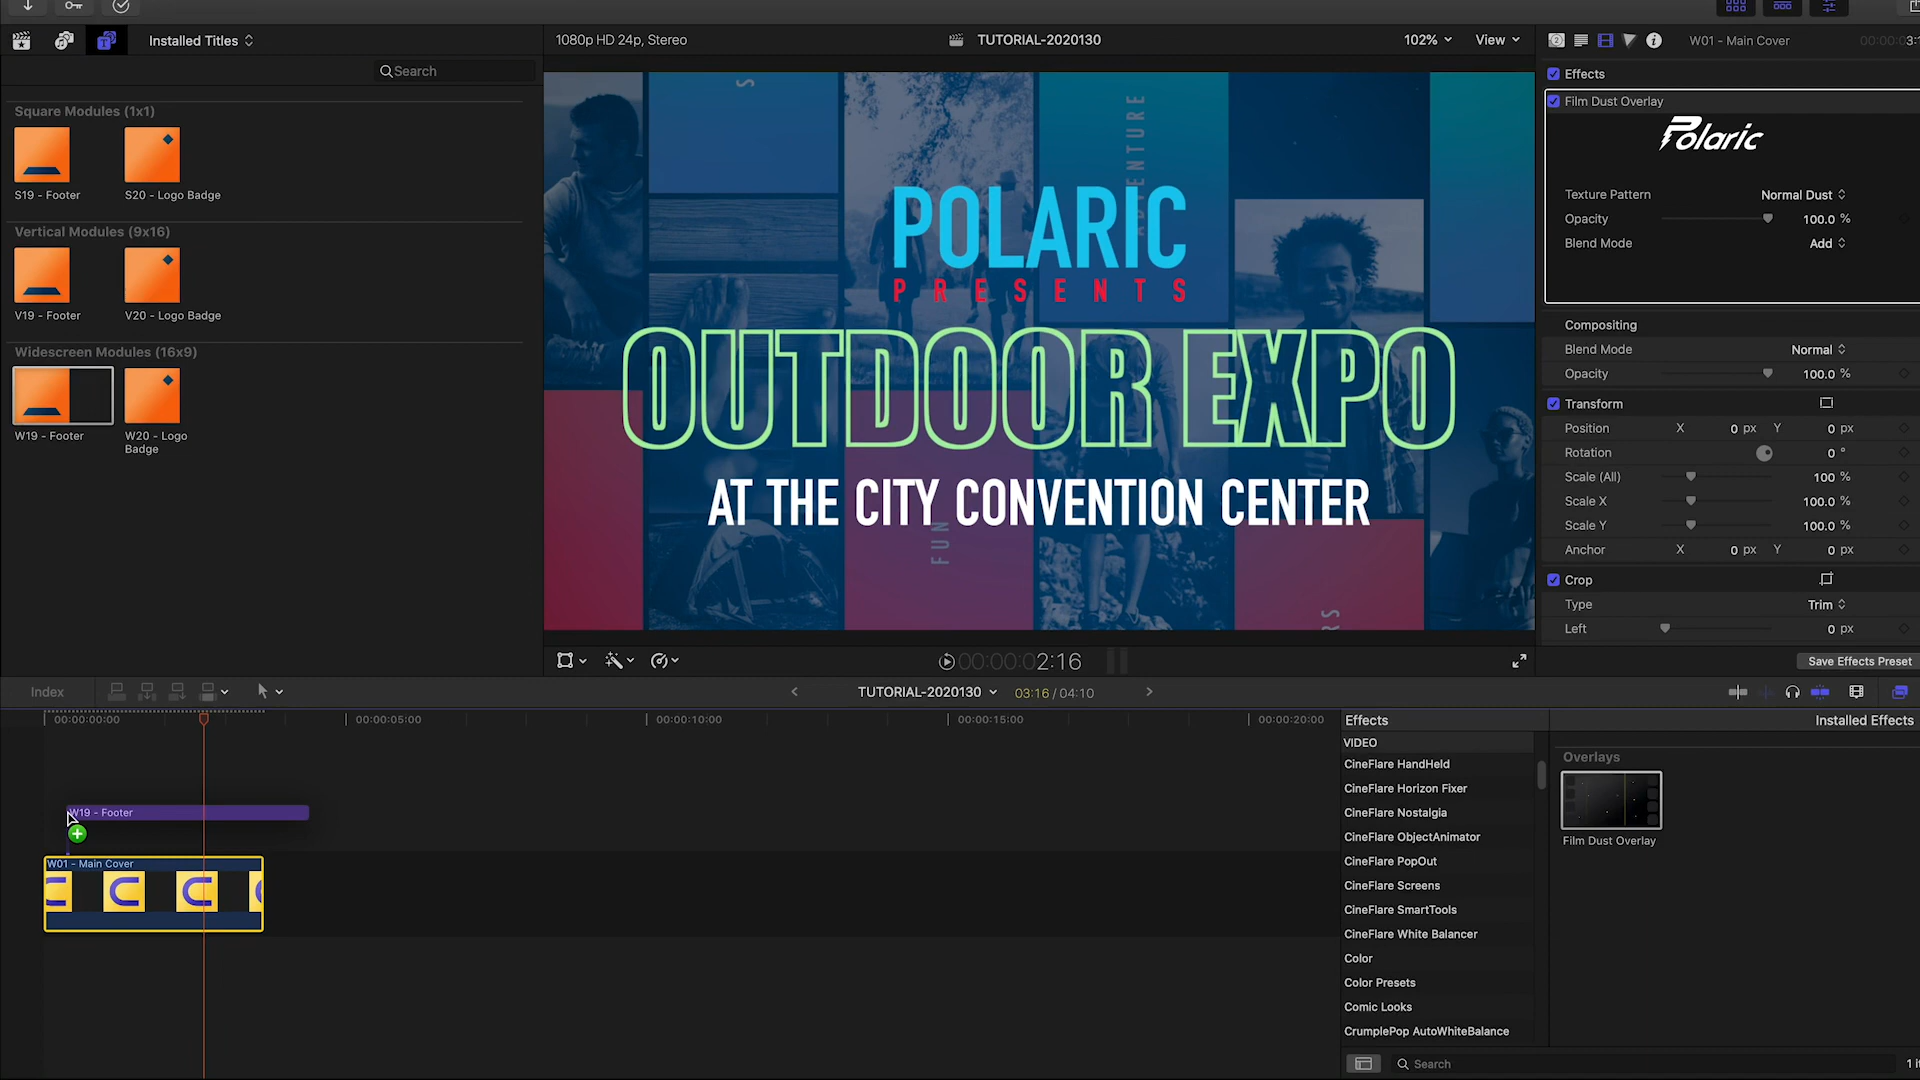 Installed Titles
1080p HD 24p, Stereo
TUTORIAL-2020130
102%
View
W01 - Main Cover
Search
Effects
Film Dust Overlay
Polaric
Texture Pattern
Normal Dust
Opacity
100.0 %
Blend Mode
Add
Compositing
Blend Mode
Normal
Opacity
100.0 %
Transform
Position
X
0 px
Y
0 px
Rotation
0 °
Scale (All)
100 %
Scale X
100.0 %
Scale Y
100.0 %
Anchor
X
0 px
Y
0 px
Crop
Type
Trim
Left
0 px
Save Effects Preset
Square Modules (1x1)
S19 - Footer
S20 - Logo Badge
Vertical Modules (9x16)
V19 - Footer
V20 - Logo Badge
Widescreen Modules (16x9)
W19 - Footer
W20 - Logo
Badge
ADVENTURE
POLARIC
PRESENTS
OUTDOOR EXPO
AT THE CITY CONVENTION CENTER
FUN
00:00:02:16
Index
TUTORIAL-2020130
03:16 / 04:10
00:00:00:00
00:00:05:00
00:00:10:00
00:00:15:00
00:00:20:00
W19 - Footer
W01 - Main Cover
Effects
Installed Effects
VIDEO
CineFlare HandHeld
CineFlare Horizon Fixer
CineFlare Nostalgia
CineFlare ObjectAnimator
CineFlare PopOut
CineFlare Screens
CineFlare SmartTools
CineFlare White Balancer
Color
Color Presets
Comic Looks
CrumplePop AutoWhiteBalance
Overlays
Film Dust Overlay
Search